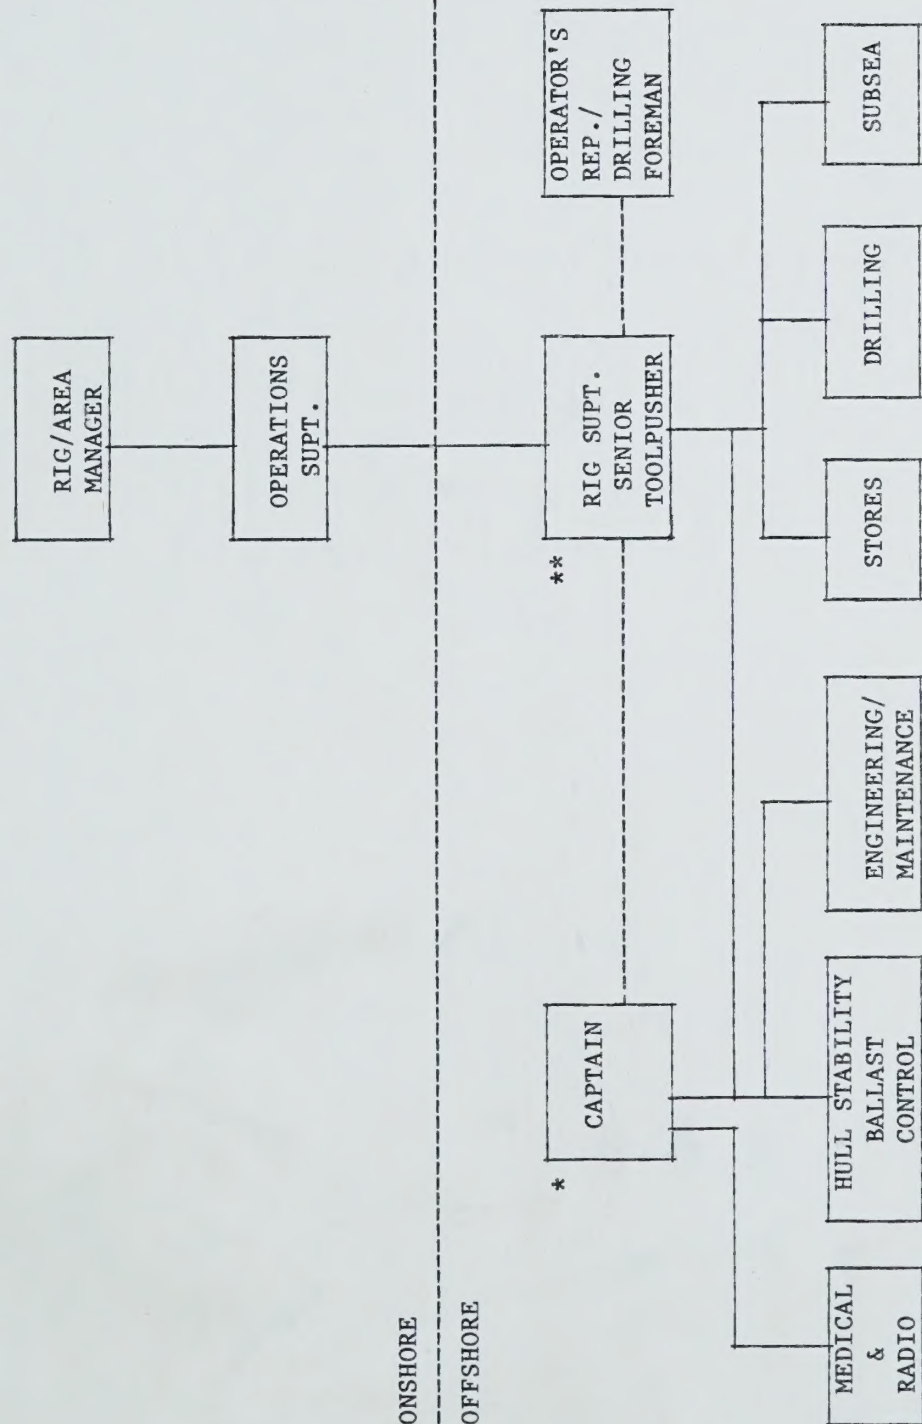 RIG/AREA
MANAGER
OPERATIONS
SUPT.
ONSHORE
OFFSHORE
*
CAPTAIN
**
RIG SUPT.
SENIOR
TOOLPUSHER
OPERATOR'S
REP./
DRILLING
FOREMAN
MEDICAL
&
RADIO
HULL STABILITY
BALLAST
CONTROL
ENGINEERING/
MAINTENANCE
STORES
DRILLING
SUBSEA